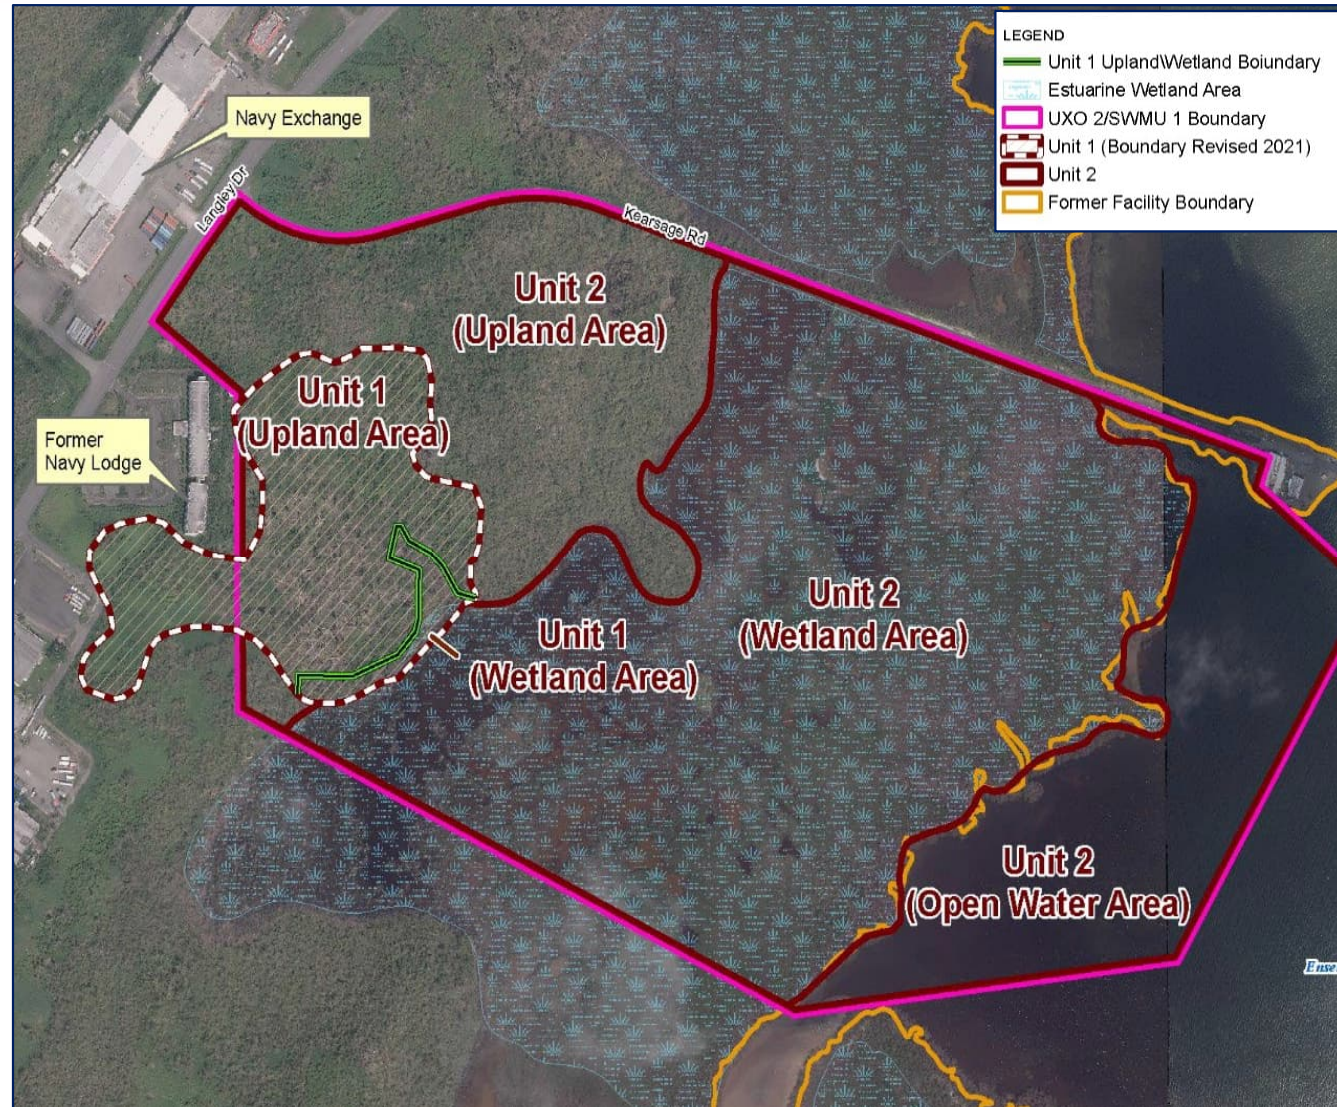 LEGEND
Unit 1 Upland\Wetland Boiundary
Estuarine Wetland Area
UXO 2/SWMU 1 Boundary
Unit 1 (Boundary Revised 2021)
Unit 2
Former Facility Boundary
Navy Exchange
Langley Dr
Kearsage Rd
Unit 2
(Upland Area)
Unit 1
(Upland Area)
Former
Navy Lodge
Unit 2
(Wetland Area)
Unit 1
(Wetland Area)
Unit 2
(Open Water Area)